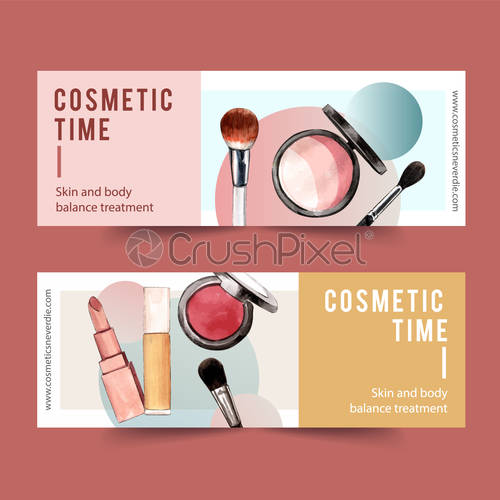 COSMETIC
TIME
Skin and body
balance treatment
www.cosmeticsneverdie.com
CrushPixel
www.cosmeticsneverdie.com
COSMETIC
TIME
Skin and body
balance treatment